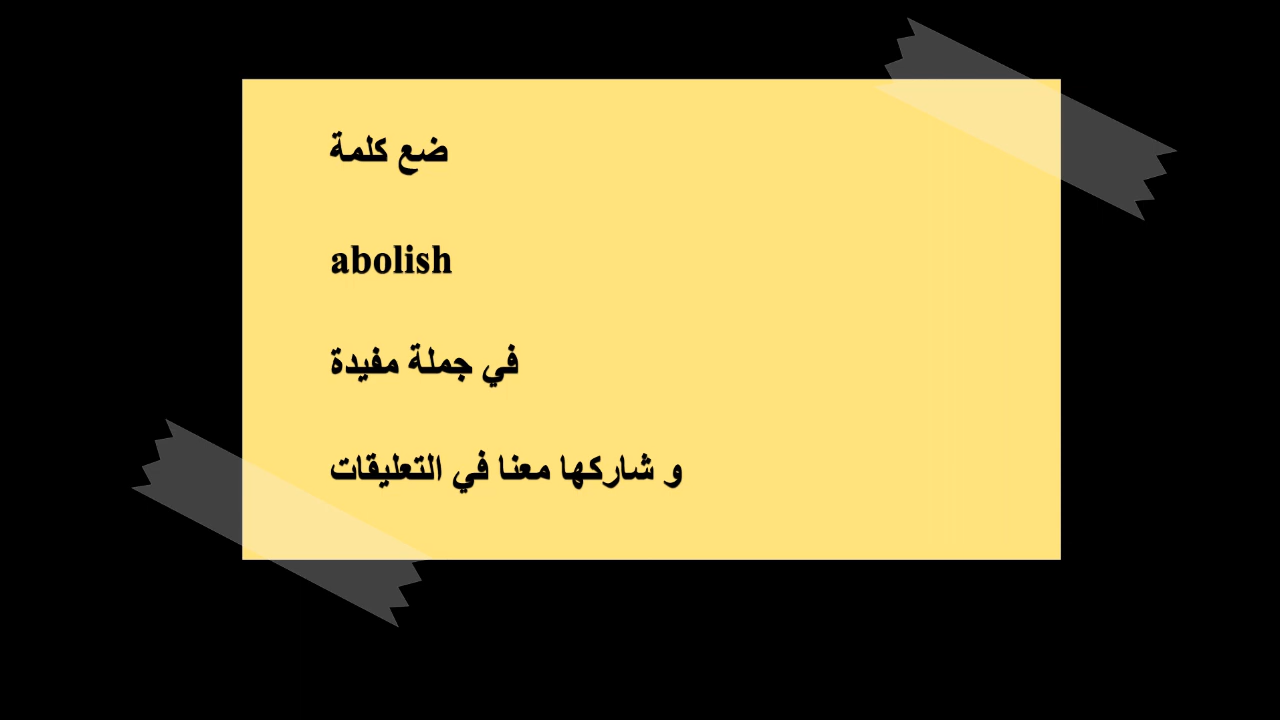 ضع كلمة
abolish
في جملة مفيدة
و شاركها معنا في التعليقات